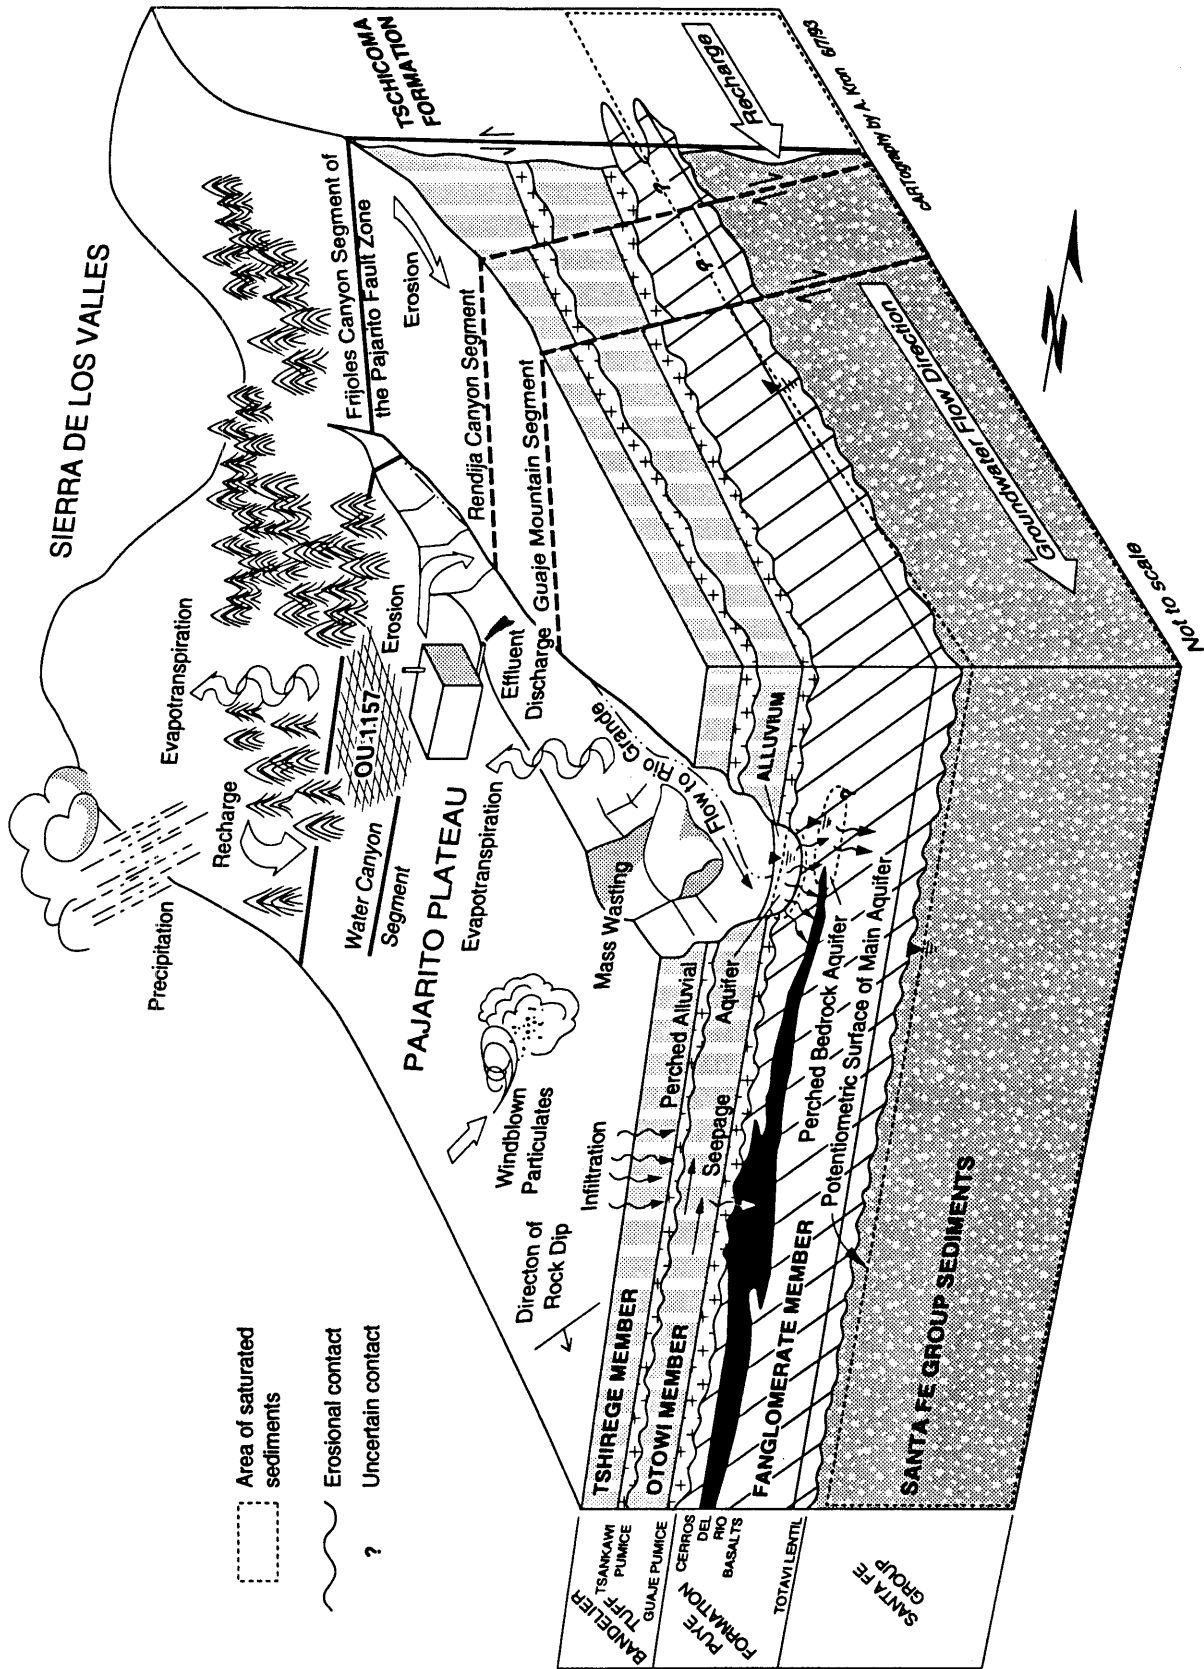 SIERRA DE LOS VALLES
Precipitation
Evapotranspiration
Recharge
OU 1157
Erosion
Water Canyon
Segment
PAJARITO PLATEAU
Evapotranspiration
Effluent
Discharge
Mass Wasting
Flow to Rio Grande
Windblown
Particulates
Infiltration
Directon of
Rock Dip
Frijoles Canyon Segment of
the Pajarito Fault Zone
Erosion
Rendija Canyon Segment
Guaje Mountain Segment
TSCHICOMA
FORMATION
Recharge
Groundwater Flow Direction
cARTography by A. Kron 6/7/93
Not to scale
N
?
?
?
ALLUVIUM
Perched Alluvial
Aquifer
Seepage
Perched Bedrock Aquifer
Potentiometric Surface of Main Aquifer
TSHIREGE MEMBER
OTOWI MEMBER
FANGLOMERATE MEMBER
SANTA FE GROUP SEDIMENTS
BANDELIER
TUFF
TSANKAWI
PUMICE
GUAJE PUMICE
PUYE
FORMATION
CERROS
DEL
RIO
BASALTS
TOTAVI LENTIL
SANTA FE
GROUP
Area of saturated
sediments
Erosional contact
? Uncertain contact